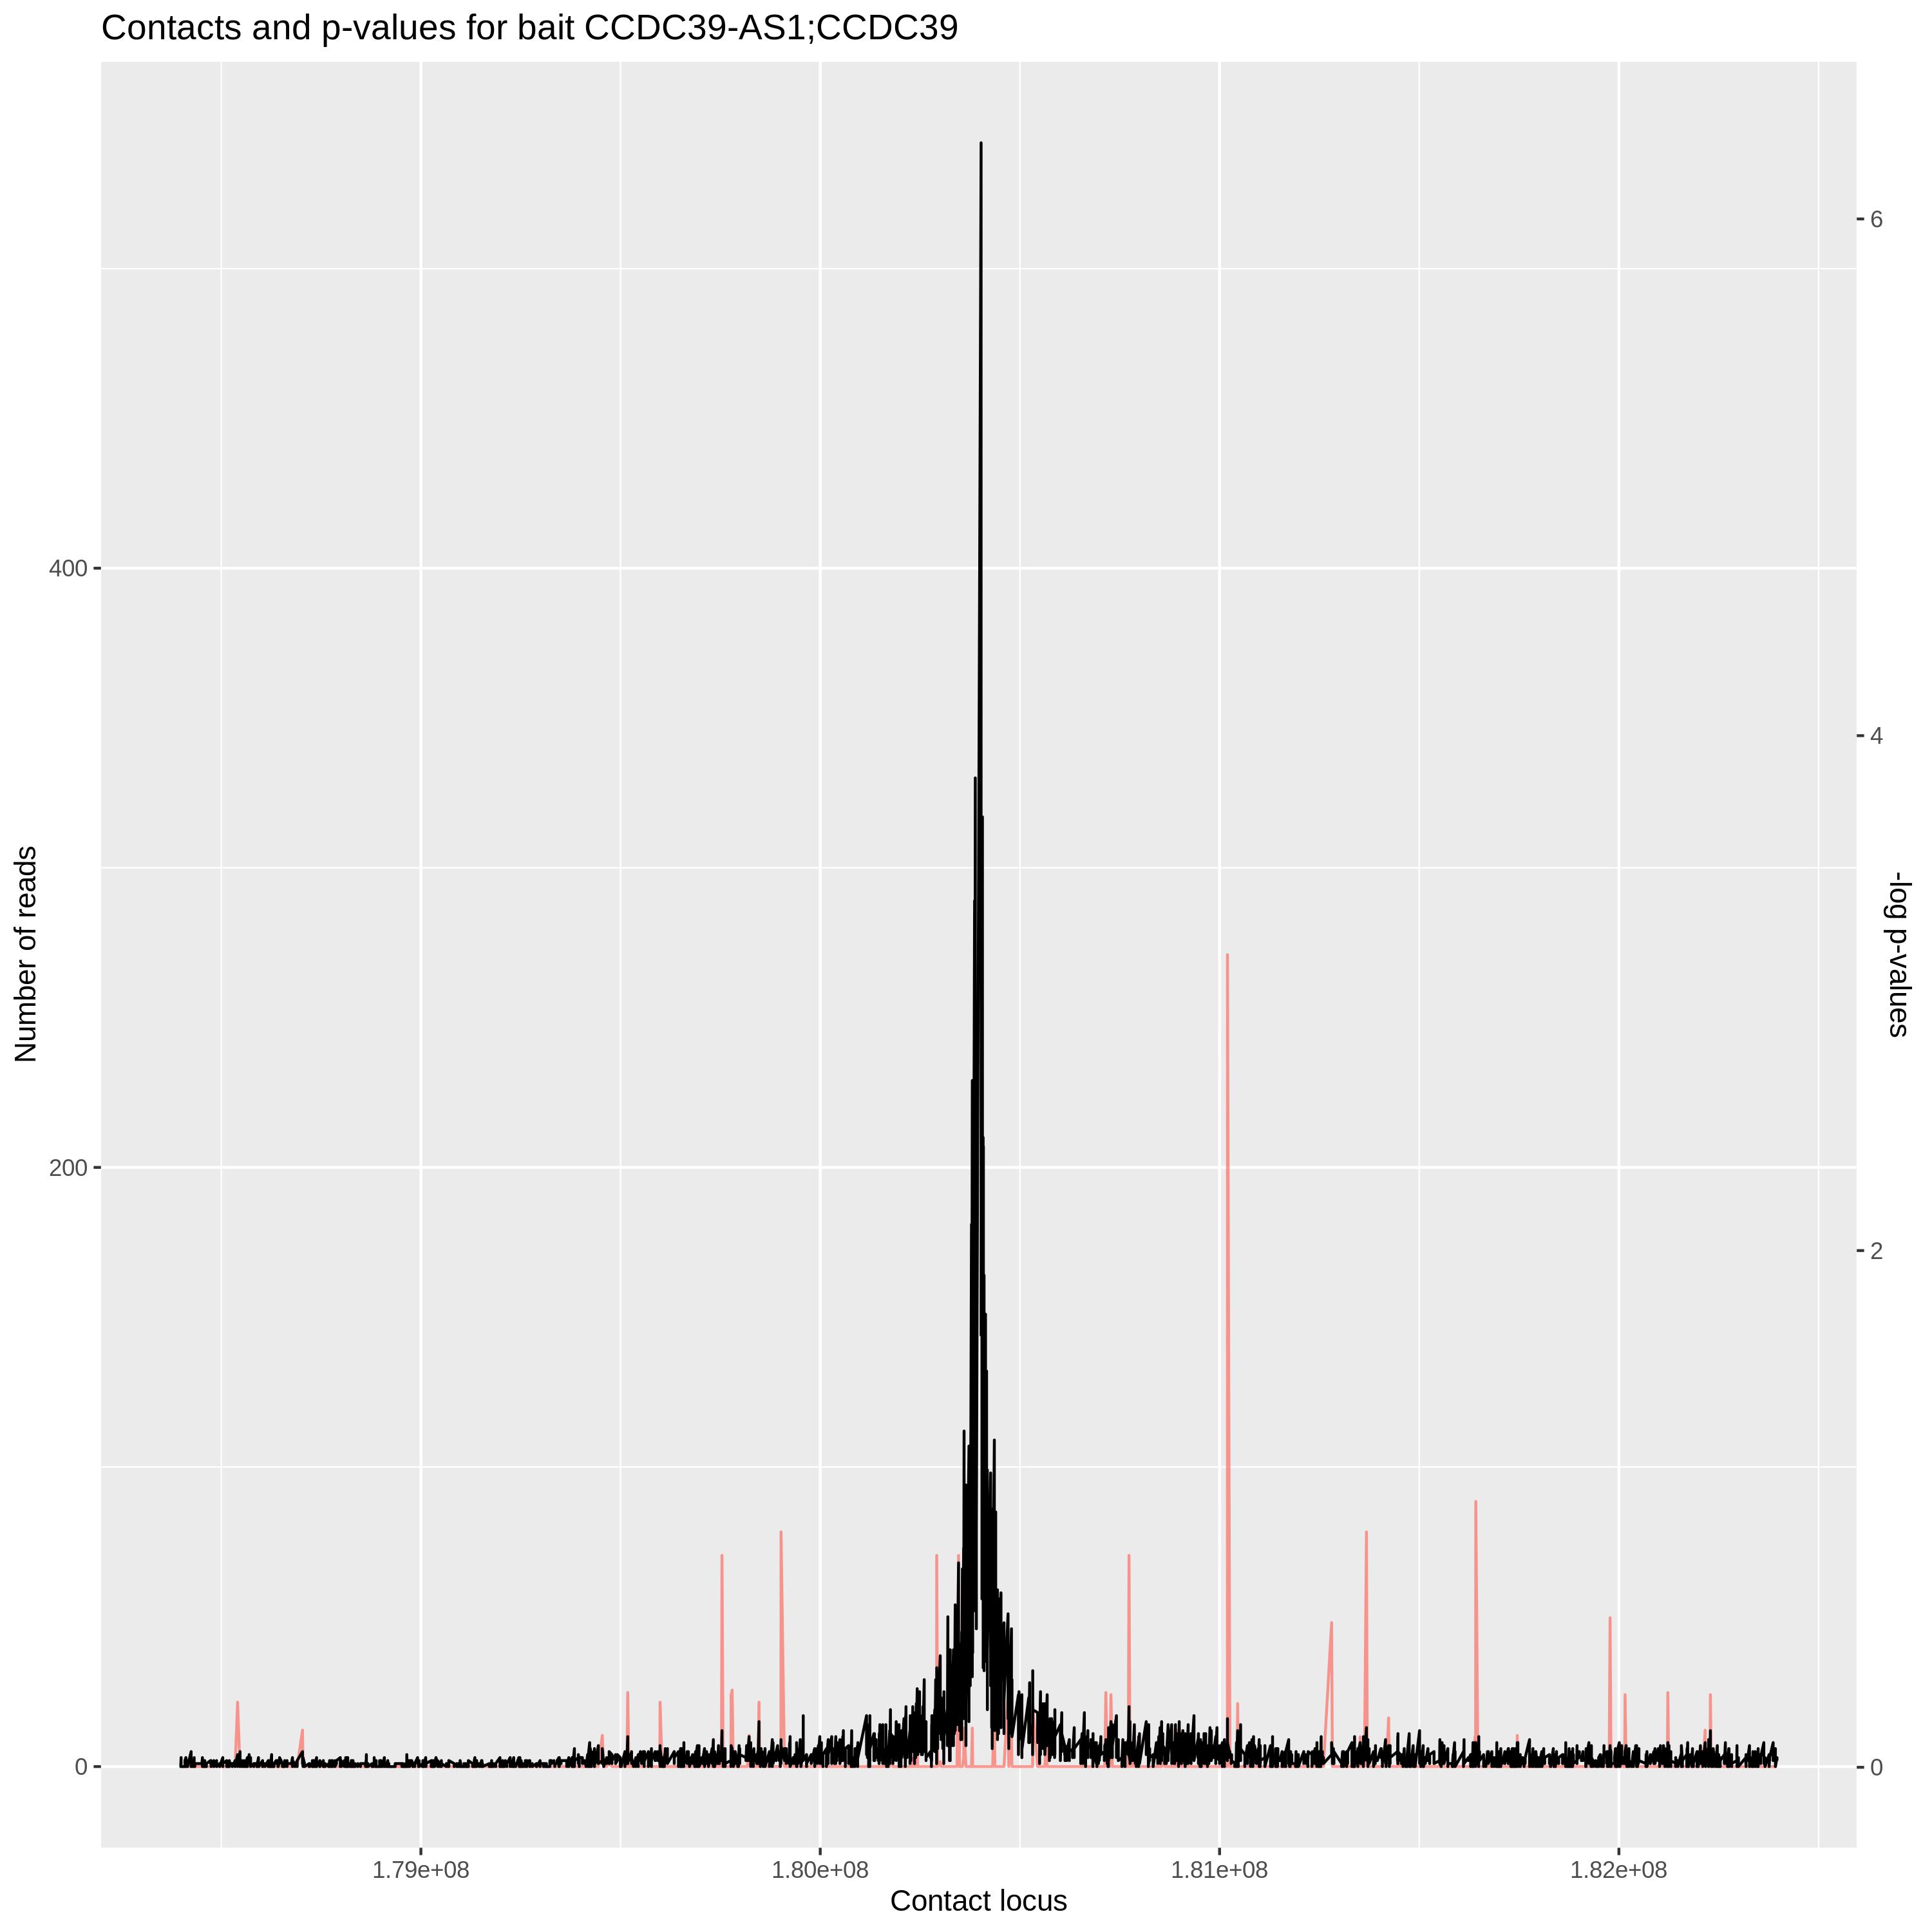 Contacts and p-values for bait CCDC39-AS1;CCDC39
6
400
4
Number of reads
-log p-values
200
2
0
0
1.79e+08 1.80e+08 1.81e+08 1.82e+08
Contact locus